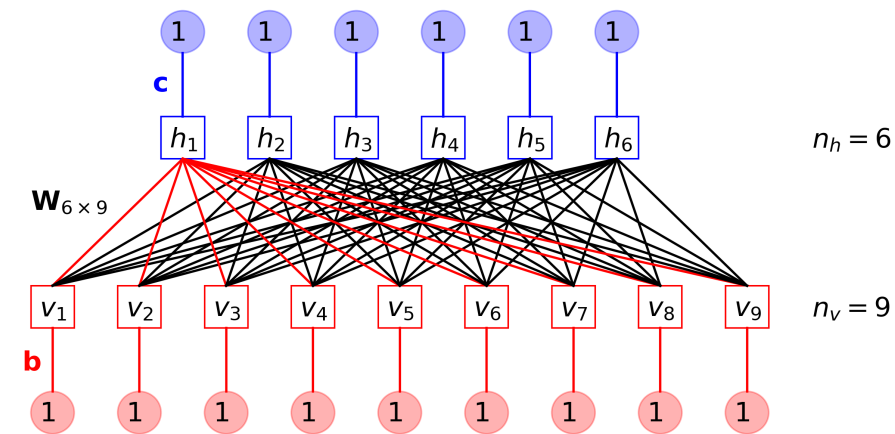 1 1 1 1 1 1
c
h₁ h₂ h₃ h₄ h₅ h₆ nₕ = 6
W₆ × ₉
v₁ v₂ v₃ v₄ v₅ v₆ v₇ v₈ v₉ nᵥ = 9
b
1 1 1 1 1 1 1 1 1